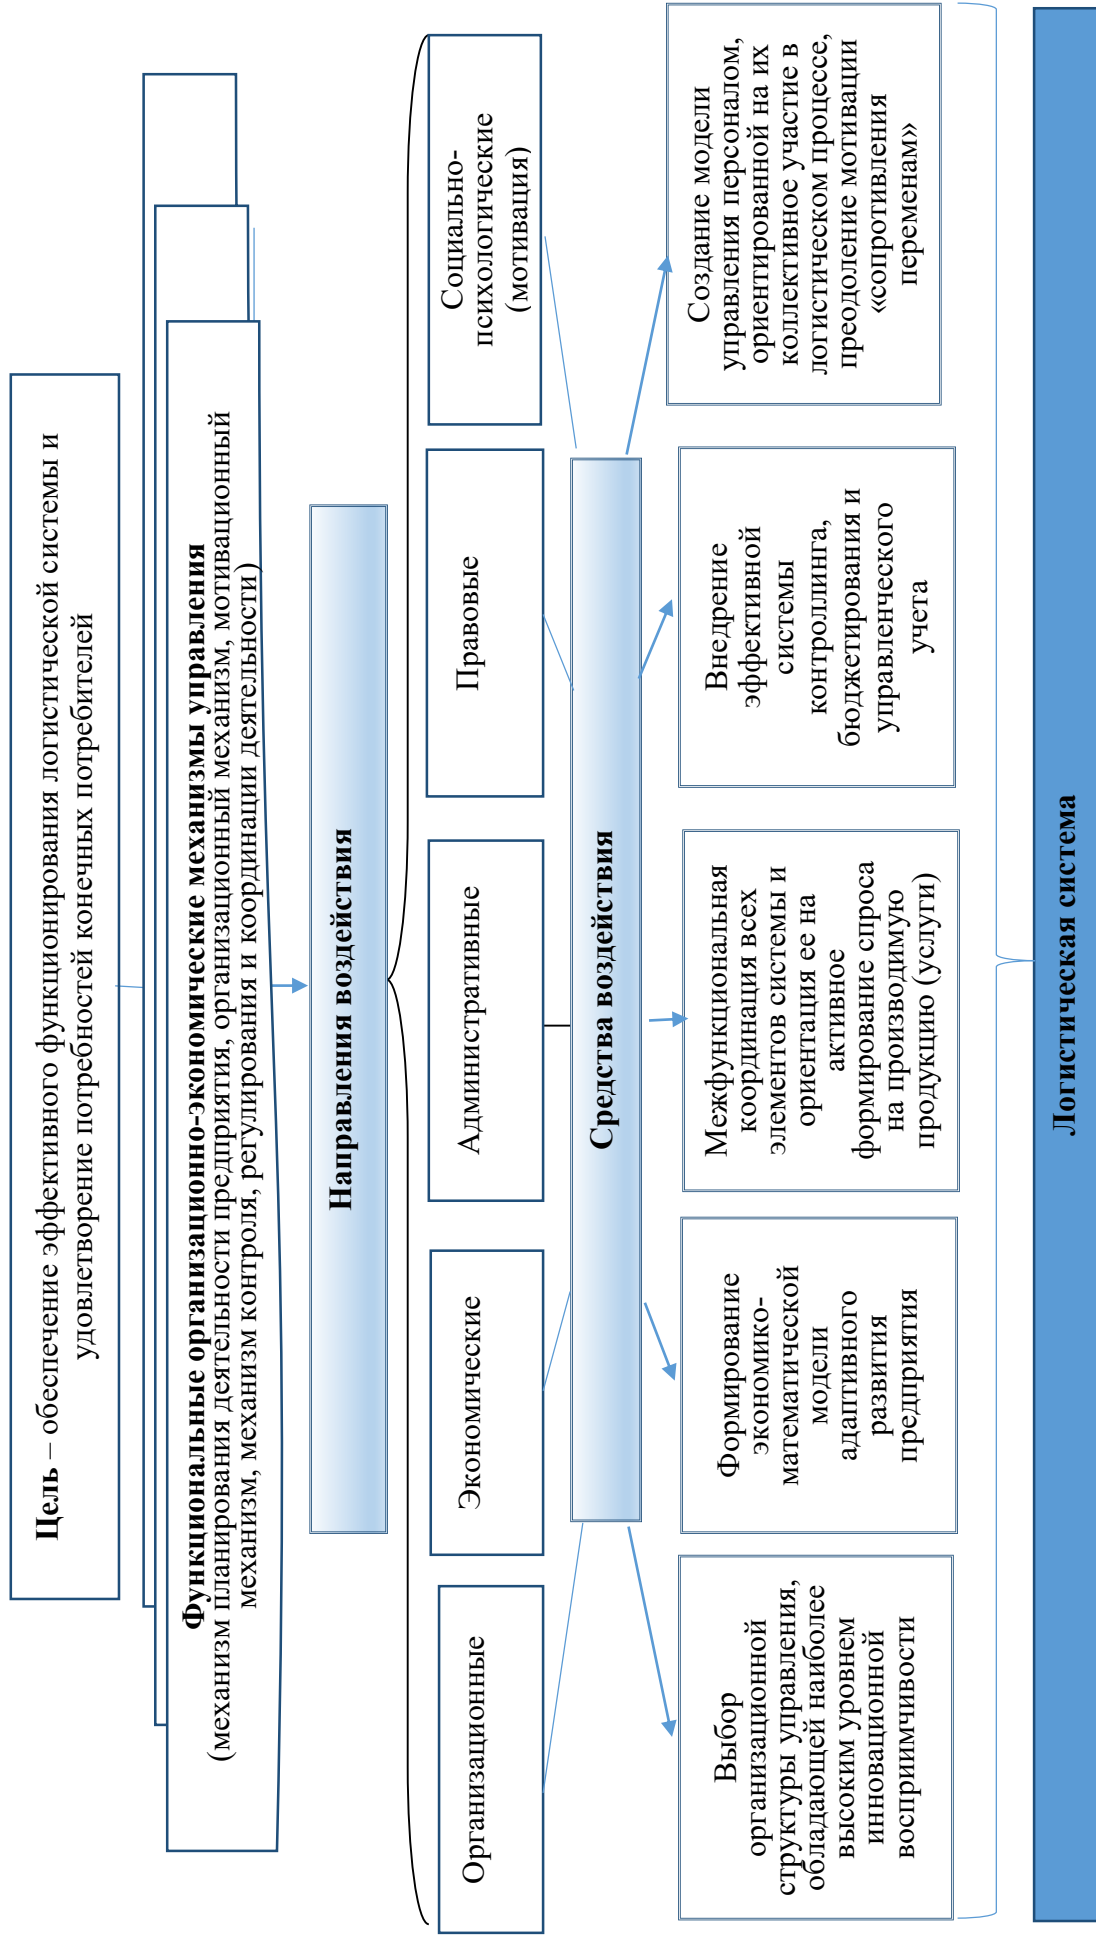 Цель – обеспечение эффективного функционирования логистической системы и
удовлетворение потребностей конечных потребителей
Функциональные организационно-экономические механизмы управления
(механизм планирования деятельности предприятия, организационный механизм, мотивационный
механизм, механизм контроля, регулирования и координации деятельности)
Направления воздействия
Организационные
Экономические
Административные
Правовые
Социально-
психологические
(мотивация)
Средства воздействия
Выбор
организационной
структуры управления,
обладающей наиболее
высоким уровнем
инновационной
восприимчивости
Формирование
экономико-
математической
модели
адаптивного
развития
предприятия
Межфункциональная
координация всех
элементов системы и
ориентация ее на
активное
формирование спроса
на производимую
продукцию (услуги)
Внедрение
эффективной
системы
контроллинга,
бюджетирования и
управленческого
учета
Создание модели
управления персоналом,
ориентированной на их
коллективное участие в
логистическом процессе,
преодоление мотивации
«сопротивления
переменам»
Логистическая система